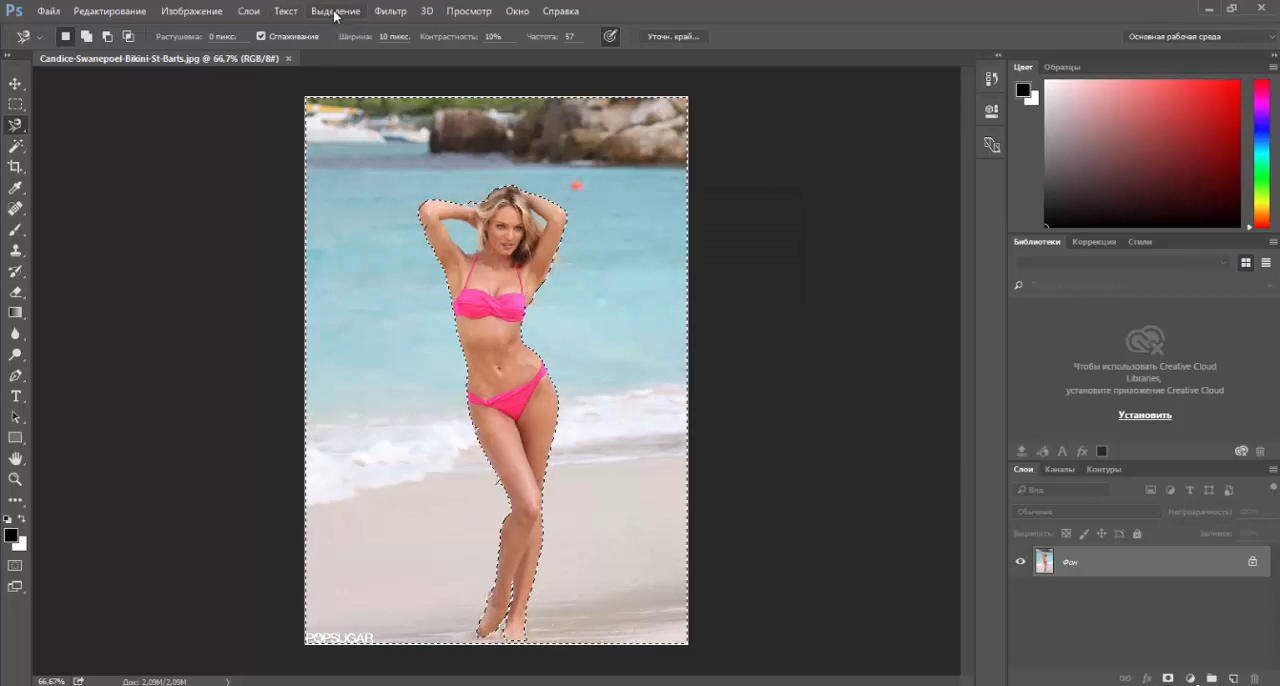 Ps Файл Редактирование Изображение Слои Текст Выделение Фильтр 3D Просмотр Окно Справка
Растушевка: 0 пикс. Сглаживание Ширина: 10 пикс. Контрастность: 10% Частота: 57 Уточн. край... Основная рабочая среда
Candice-Swanepoel-Bikini-St-Barts.jpg @ 66,7% (RGB/8#) ×
Цвет Образцы
Библиотеки Коррекция Стили
Чтобы использовать Creative Cloud
Libraries,
установите приложение Creative Cloud
Установить
Слои Каналы Контуры
Вид
Обычные Непрозрачность: 100%
Закрепить: Заливка: 100%
Фон
POPSUGAR
66,67% Док: 2,09M/2,09M